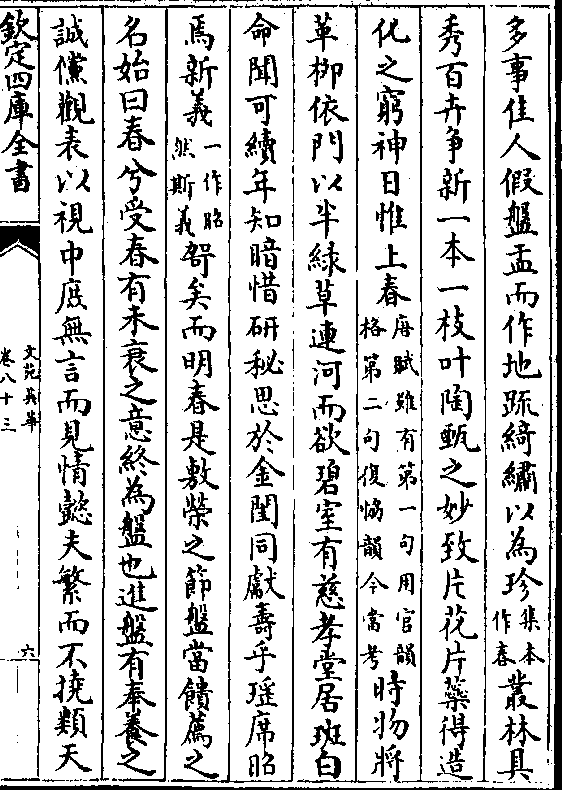 多事佳人假盤盂而作地疏綺繡以為珍集本作春叢林具
秀百卉争新一本一枝叶陶甄之妙致片花片藥得造
化之窮神日惟上春唐賦雖有第一句用官韻格第二句復協韻今當考時物將
革柳依門以半緑草連河而欲碧室有慈孝堂居班白
命聞可續年知暗惜研秘思於金閨同獻壽乎瑶席昭
焉新義一作昭然斯義哿矣而明春是敷榮之節盤當饋薦之
名始曰春兮受春有未衰之意終為盤也進盤有奉養之
誠儻觀表以視中庶無言而見情懿夫繁而不撓類天
欽定四庫全書
文苑英華
卷八十三
六